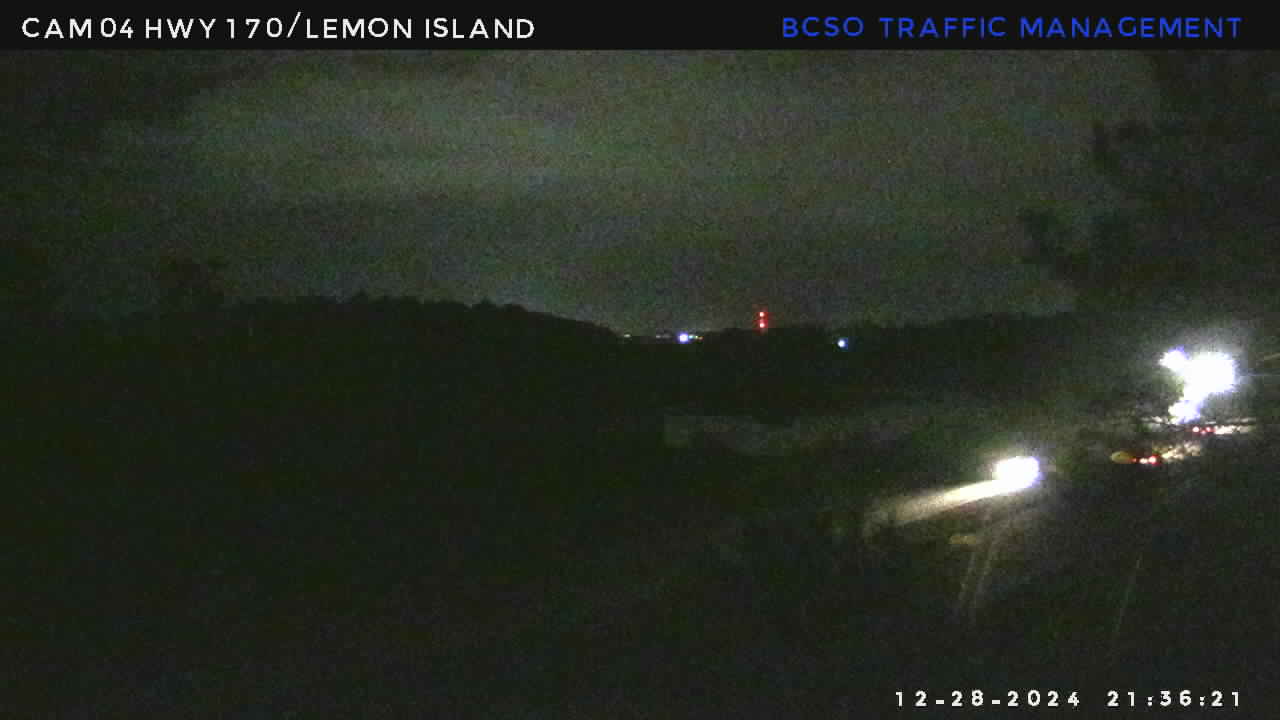 CAM04 HWY 170/LEMON ISLAND
BCSO TRAFFIC MANAGEMENT
12-28-2024 21:36:21